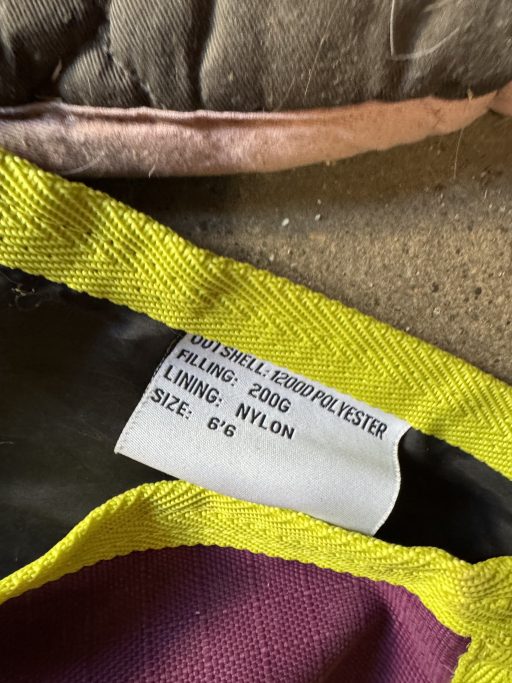 OUTSHELL: 1200D POLYESTER
FILLING: 200G
LINING: NYLON
SIZE: 6'6